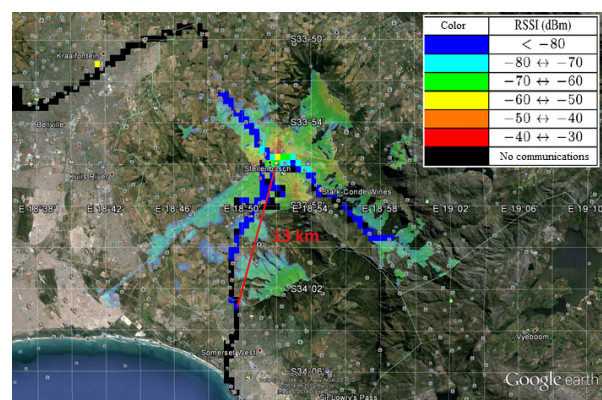 Color RSSI (dBm)
< −80
−80 ↔ −70
−70 ↔ −60
−60 ↔ −50
−50 ↔ −40
−40 ↔ −30
No communications
S33-50'
Kraaifontein
Bellville
S33-54'
Stellenbosch
Kuils River
Stark-Conde Wines
E 18-38' E 18-42' E 18-46' E 18-50' E 18-54' E 18-58' E 19-02' E 19-06' E 19-10'
13 km
S34-02'
Somerset West
Vyeboom
S34-06'
Sir Lowry's Pass
Google earth